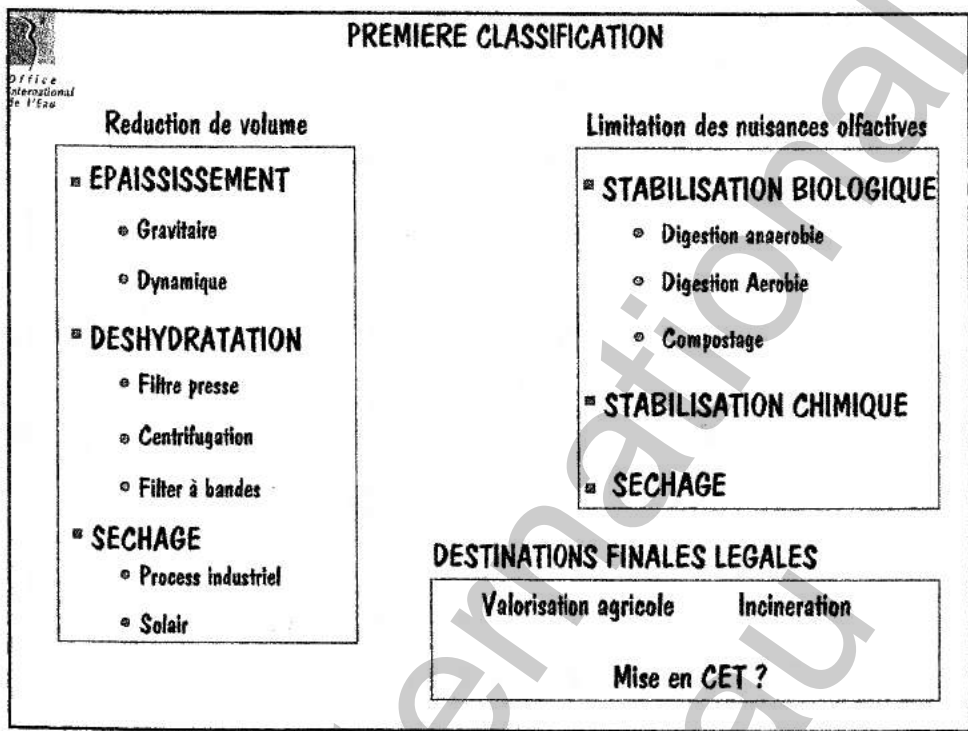 PREMIERE CLASSIFICATION
Office
International
de l'Eau
Reduction de volume
EPAISSISSEMENT
Gravitaire
Dynamique
DESHYDRATATION
Filtre presse
Centrifugation
Filter à bandes
SECHAGE
Process industriel
Solair
Limitation des nuisances olfactives
STABILISATION BIOLOGIQUE
Digestion anaerobie
Digestion Aerobie
Compostage
STABILISATION CHIMIQUE
SECHAGE
DESTINATIONS FINALES LEGALES
Valorisation agricole Incineration
Mise en CET ?
ternational
au